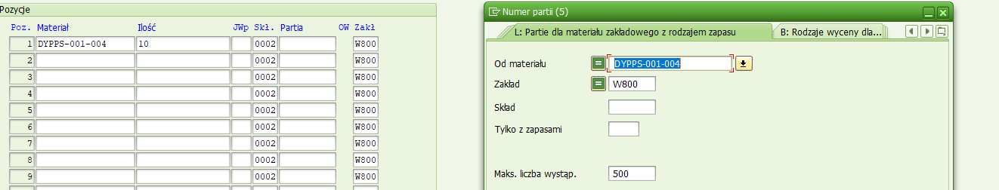 Pozycje
Poz. Materiał Ilość JWp Skł. Partia OW Zakł
1 DYPPS-001-004 10 0002 W800
2 0002 W800
3 0002 W800
4 0002 W800
5 0002 W800
6 0002 W800
7 0002 W800
8 0002 W800
9 0002 W800
Numer partii (5)
L: Partie dla materiału zakładowego z rodzajem zapasu
B: Rodzaje wyceny dla...
Od materiału = DYPPS-001-004
Zakład = W800
Skład
Tylko z zapasami
Maks. liczba wystąp. 500